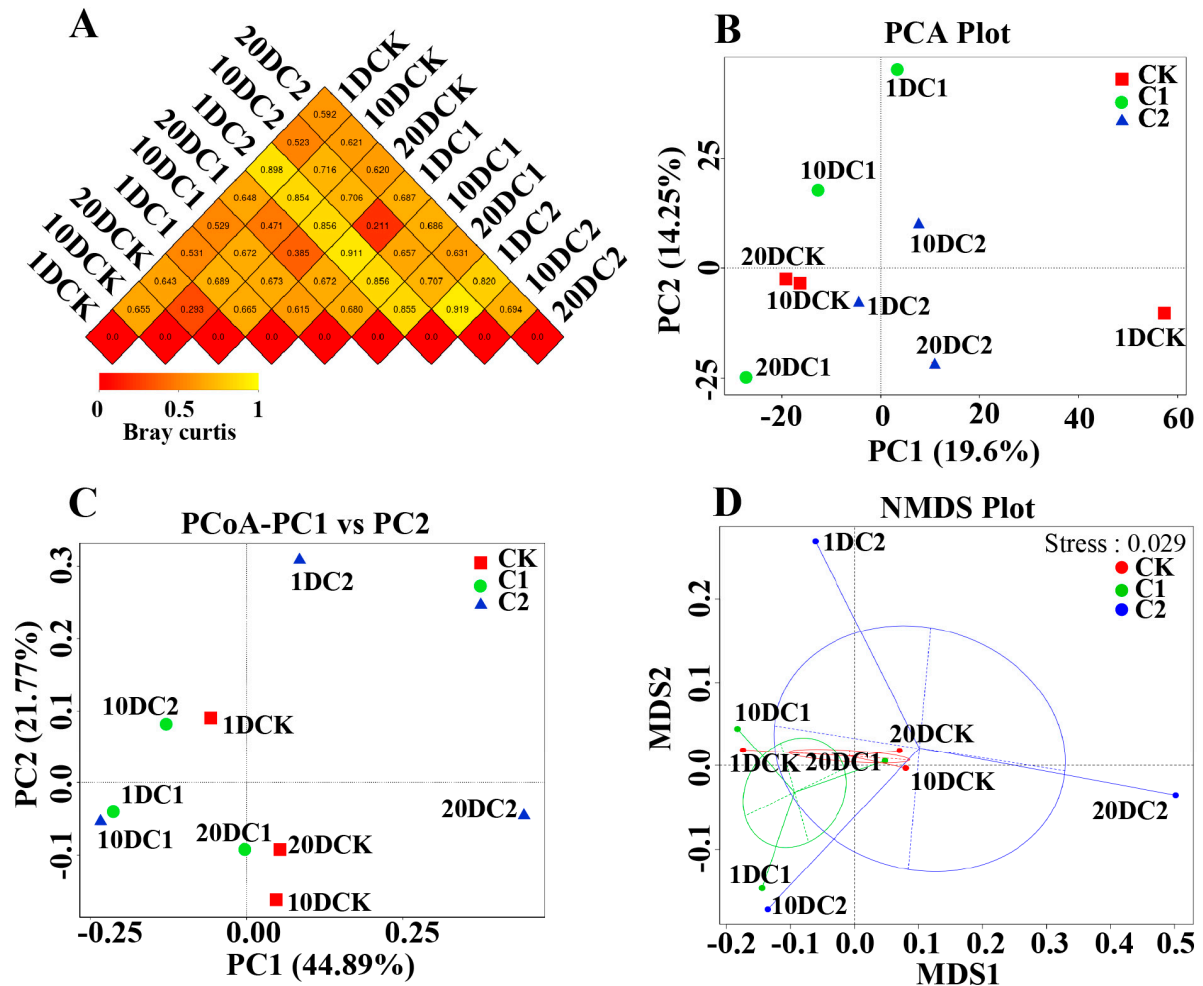 A
20DC2
10DC2
1DC2
20DC1
10DC1
1DC1
20DCK
10DCK
1DCK
1DCK
10DCK
20DCK
1DC1
10DC1
20DC1
1DC2
10DC2
20DC2
0.592
0.523 0.621
0.898 0.716 0.620
0.648 0.854 0.706 0.687
0.529 0.471 0.856 0.211 0.686
0.531 0.672 0.385 0.911 0.657 0.631
0.643 0.689 0.673 0.672 0.856 0.707 0.820
0.655 0.293 0.665 0.615 0.680 0.855 0.919 0.694
0.0 0.0 0.0 0.0 0.0 0.0 0.0 0.0 0.0
0 0.5 1
Bray curtis
B
PCA Plot
CK
C1
C2
1DC1
10DC1
10DC2
20DCK
10DCK
1DC2
1DCK
20DC2
20DC1
PC2 (14.25%)
25
0
-25
-20 0 20 40 60
PC1 (19.6%)
C
PCoA-PC1 vs PC2
CK
C1
C2
1DC2
10DC2
1DCK
1DC1
10DC1
20DC1
20DCK
10DCK
20DC2
PC2 (21.77%)
0.3
0.2
0.1
0.0
-0.1
-0.25 0.00 0.25
PC1 (44.89%)
D
NMDS Plot
Stress : 0.029
CK
C1
C2
1DC2
10DC1
20DCK
1DCK
20DC1
10DCK
20DC2
1DC1
10DC2
MDS2
0.2
0.1
0.0
-0.1
-0.2 -0.1 0.0 0.1 0.2 0.3 0.4 0.5
MDS1